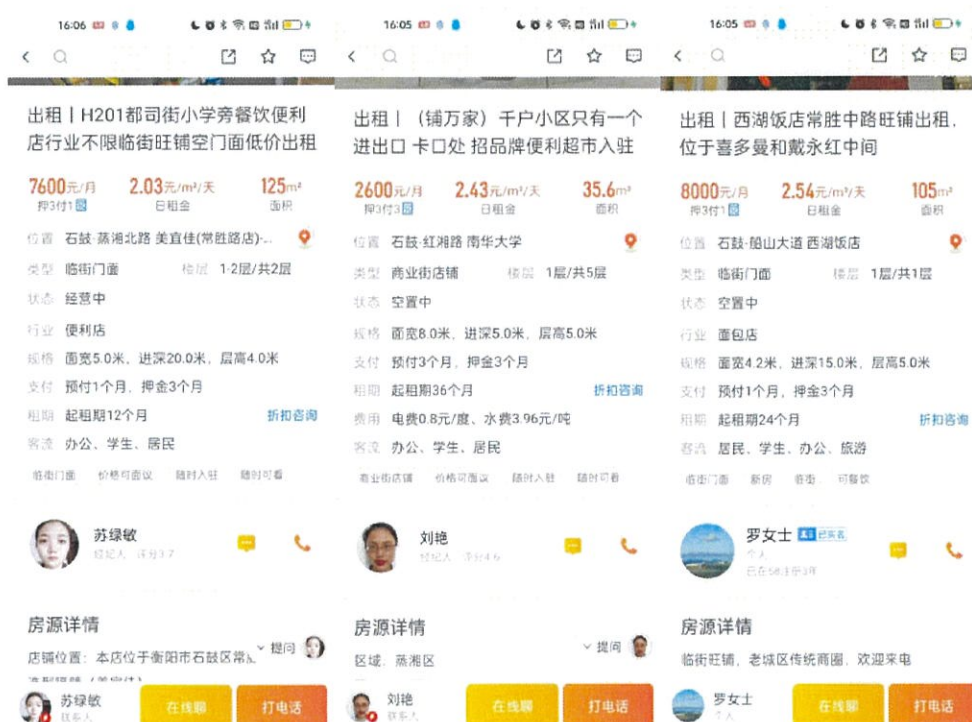 16:06
出租丨H201都司街小学旁餐饮便利
店行业不限临街旺铺空门面低价出租
7600元/月 2.03元/m²/天 125m²
押3付1 日租金 面积
位置 石鼓·蒸湘北路 美宜佳(常胜路店)-...
类型 临街门面 楼层 1-2层/共2层
状态 经营中
行业 便利店
规格 面宽5.0米、进深20.0米，层高4.0米
支付 预付1个月，押金3个月
租期 起租期12个月 折扣咨询
客流 办公、学生、居民
临街门面 价格可面议 随时入驻 随时可看
苏绿敏
经纪人 评分3.7
房源详情
店铺位置：本店位于衡阳市石鼓区常
提问
苏绿敏
联系人
在线聊 打电话
16:05
出租丨（铺万家）千户小区只有一个
进出口 卡口处 招品牌便利超市入驻
2600元/月 2.43元/m²/天 35.6m²
押3付3 日租金 面积
位置 石鼓·红湘路 南华大学
类型 商业街店铺 楼层 1层/共5层
状态 空置中
规格 面宽8.0米、进深5.0米、层高5.0米
支付 预付3个月，押金3个月
租期 起租期36个月 折扣咨询
费用 电费0.8元/度、水费3.96元/吨
客流 办公、学生、居民
商业街店铺 价格可面议 随时入驻 随时可看
刘艳
经纪人 评分4.6
房源详情
区域，蒸湘区
提问
刘艳
联系人
在线聊 打电话
16:05
出租丨西湖饭店常胜中路旺铺出租，
位于喜多曼和戴永红中间
8000元/月 2.54元/m²/天 105m²
押3付1 日租金 面积
位置 石鼓·船山大道 西湖饭店
类型 临街门面 楼层 1层/共1层
状态 空置中
行业 面包店
规格 面宽4.2米，进深15.0米，层高5.0米
支付 预付1个月，押金3个月
租期 起租期24个月 折扣咨询
客流 居民、学生、办公、旅游
临街门面 新房 临街 可餐饮
罗女士 已实名
个人
已在58注册3年
房源详情
临街旺铺，老城区传统商圈，欢迎来电
罗女士
个人
在线聊 打电话